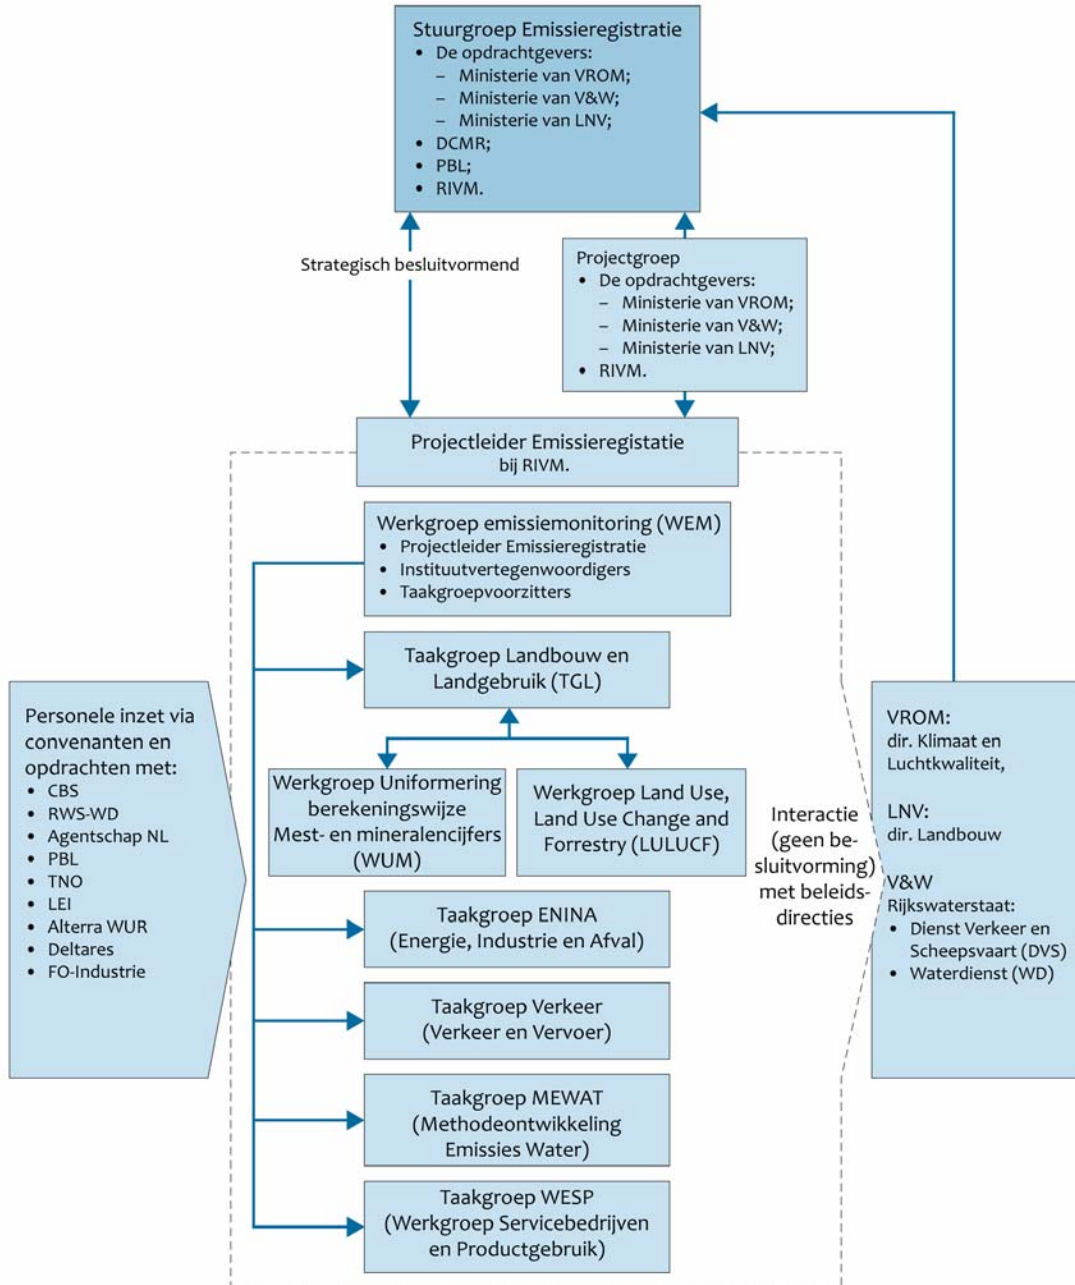 Stuurgroep Emissieregistratie
• De opdrachtgevers:
– Ministerie van VROM;
– Ministerie van V&W;
– Ministerie van LNV;
• DCMR;
• PBL;
• RIVM.
Strategisch besluitvormend
Projectgroep
• De opdrachtgevers:
– Ministerie van VROM;
– Ministerie van V&W;
– Ministerie van LNV;
• RIVM.
Projectleider Emissieregistatie
bij RIVM.
Werkgroep emissiemonitoring (WEM)
• Projectleider Emissieregistratie
• Instituutvertegenwoordigers
• Taakgroepvoorzitters
Taakgroep Landbouw en
Landgebruik (TGL)
Werkgroep Uniformering
berekeningswijze
Mest- en mineralencijfers
(WUM)
Werkgroep Land Use,
Land Use Change and
Forrestry (LULUCF)
Taakgroep ENINA
(Energie, Industrie en Afval)
Taakgroep Verkeer
(Verkeer en Vervoer)
Taakgroep MEWAT
(Methodeontwikkeling
Emissies Water)
Taakgroep WESP
(Werkgroep Servicebedrijven
en Productgebruik)
Personele inzet via
convenanten en
opdrachten met:
• CBS
• RWS-WD
• Agentschap NL
• PBL
• TNO
• LEI
• Alterra WUR
• Deltares
• FO-Industrie
Interactie
(geen be-
sluitvorming)
met beleids-
directies
VROM:
dir. Klimaat en
Luchtkwaliteit,
LNV:
dir. Landbouw
V&W
Rijkswaterstaat:
• Dienst Verkeer en
Scheepsvaart (DVS)
• Waterdienst (WD)